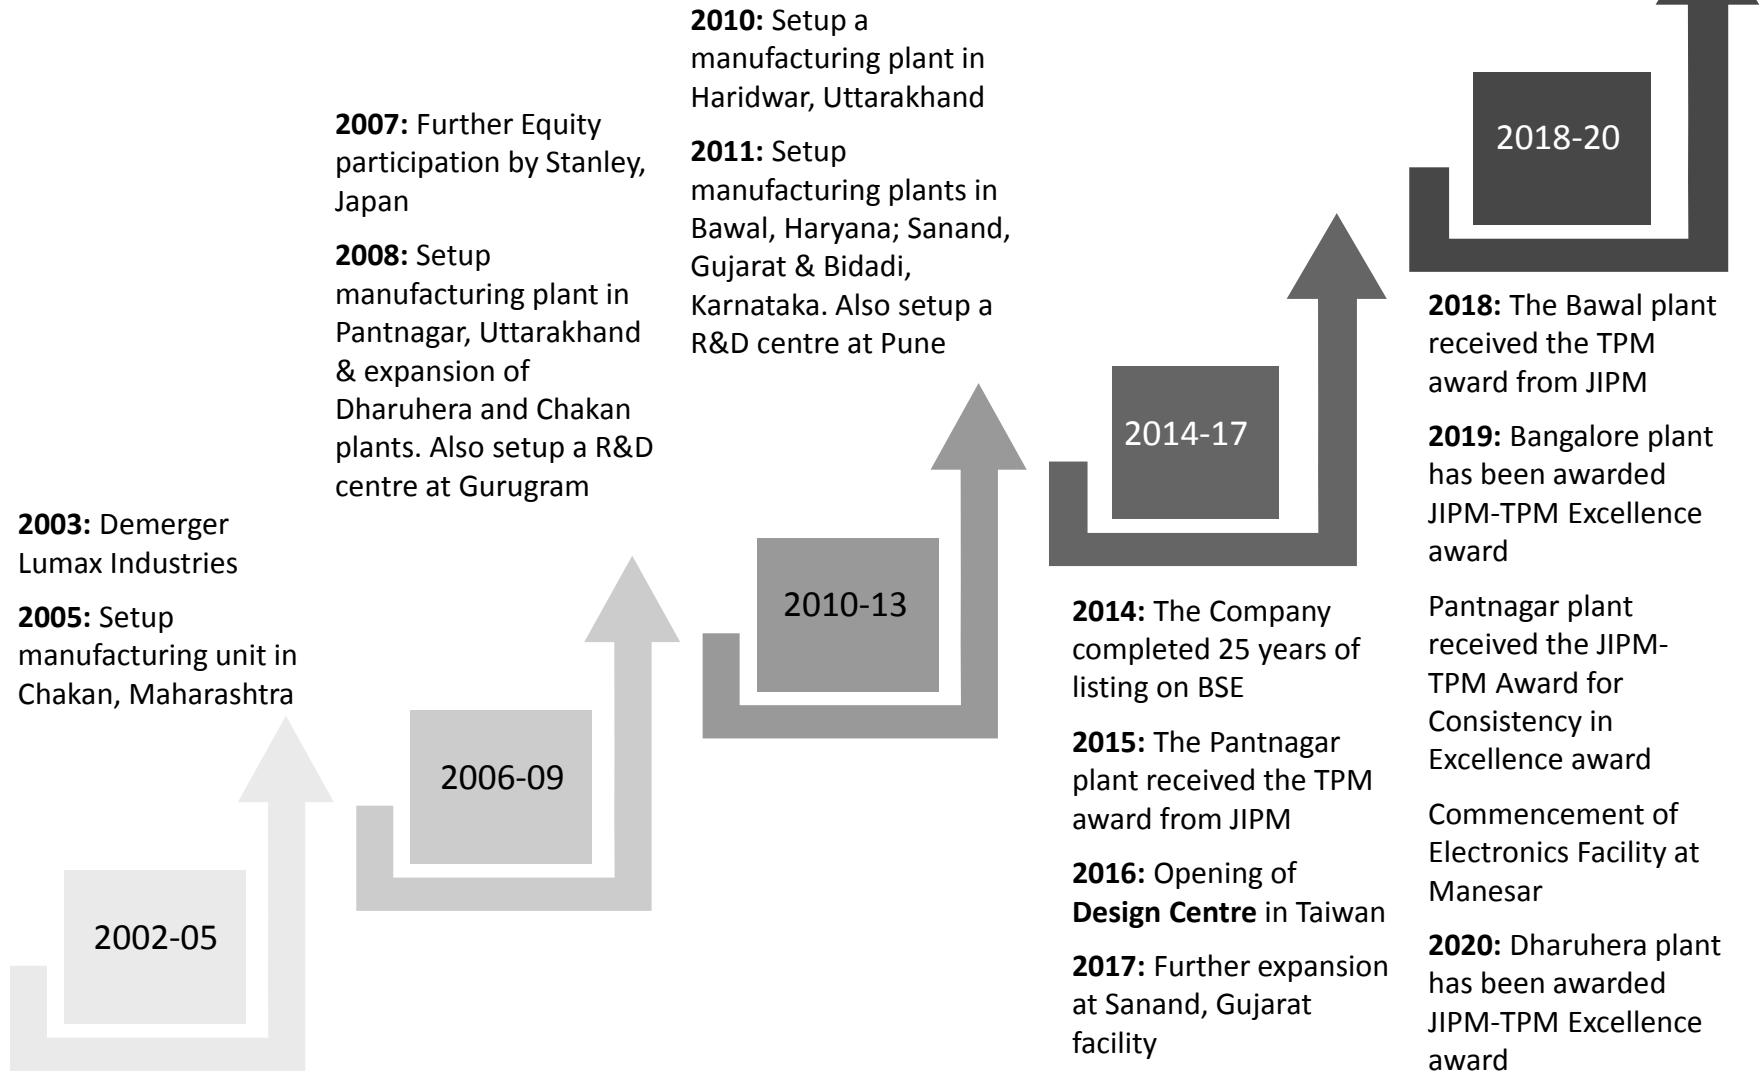 2003: Demerger
Lumax Industries
2005: Setup
manufacturing unit in
Chakan, Maharashtra
2002-05
2007: Further Equity
participation by Stanley,
Japan
2008: Setup
manufacturing plant in
Pantnagar, Uttarakhand
& expansion of
Dharuhera and Chakan
plants. Also setup a R&D
centre at Gurugram
2006-09
2010: Setup a
manufacturing plant in
Haridwar, Uttarakhand
2011: Setup
manufacturing plants in
Bawal, Haryana; Sanand,
Gujarat & Bidadi,
Karnataka. Also setup a
R&D centre at Pune
2010-13
2014-17
2014: The Company
completed 25 years of
listing on BSE
2015: The Pantnagar
plant received the TPM
award from JIPM
2016: Opening of
Design Centre in Taiwan
2017: Further expansion
at Sanand, Gujarat
facility
2018-20
2018: The Bawal plant
received the TPM
award from JIPM
2019: Bangalore plant
has been awarded
JIPM-TPM Excellence
award
Pantnagar plant
received the JIPM-
TPM Award for
Consistency in
Excellence award
Commencement of
Electronics Facility at
Manesar
2020: Dharuhera plant
has been awarded
JIPM-TPM Excellence
award